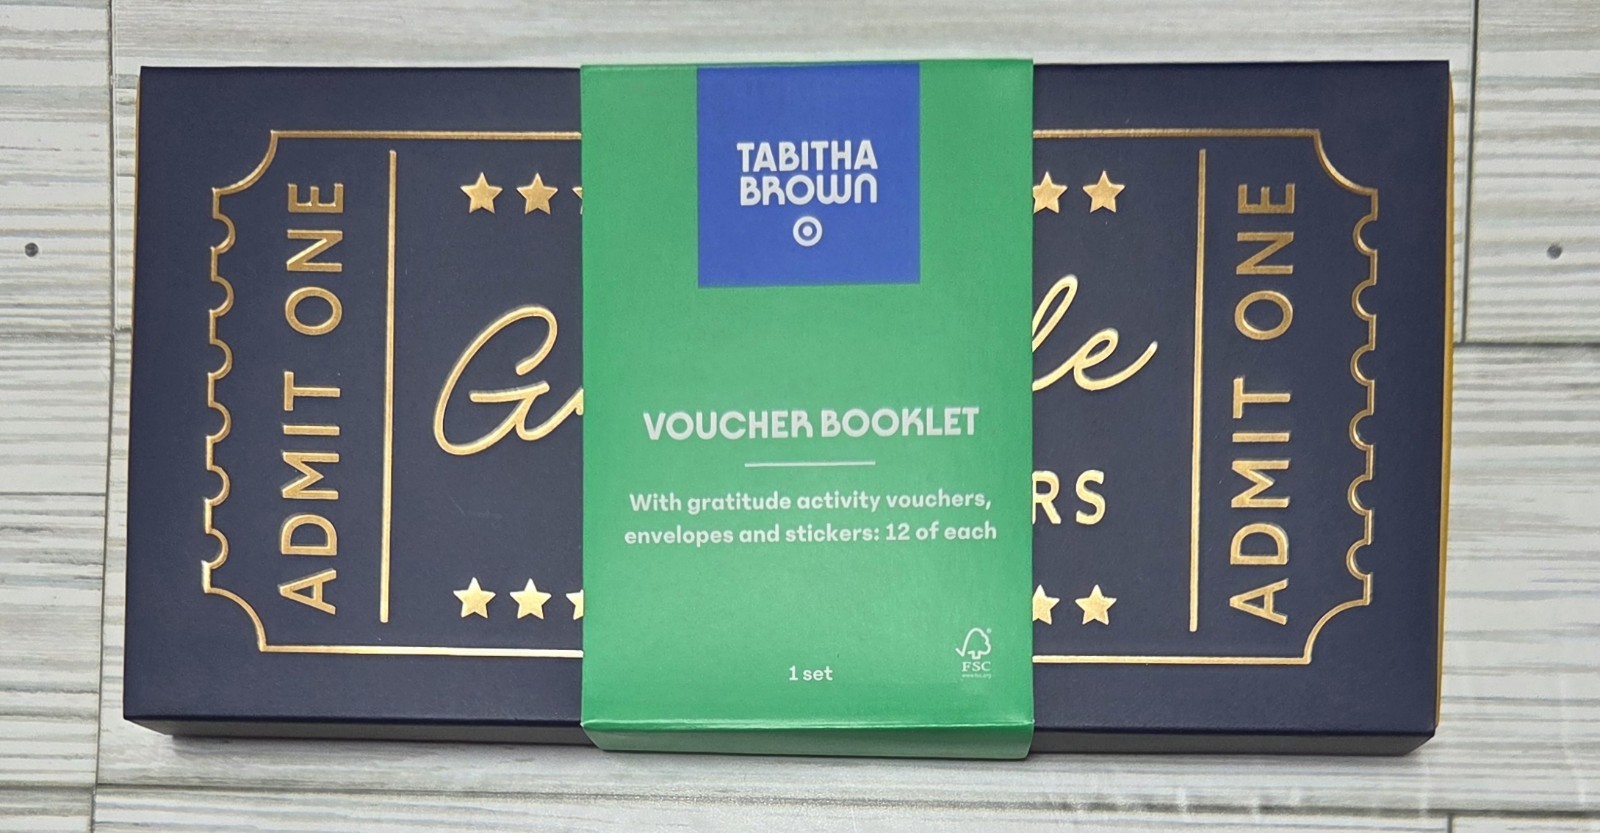 ADMIT ONE
TABITHA
BROWN
VOUCHER BOOKLET
With gratitude activity vouchers,
envelopes and stickers: 12 of each
1 set
FSC
RS
ADMIT ONE